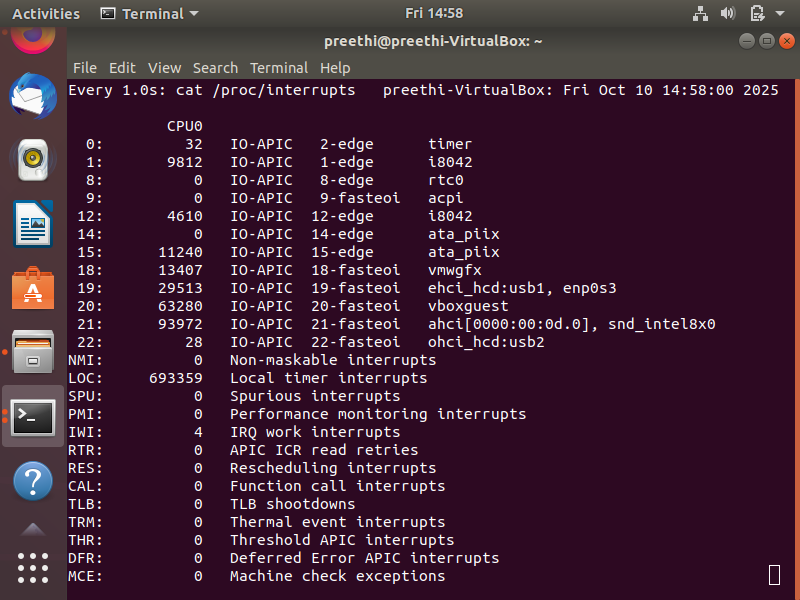 Activities Terminal Fri 14:58
preethi@preethi-VirtualBox: ~
File Edit View Search Terminal Help
Every 1.0s: cat /proc/interrupts   preethi-VirtualBox: Fri Oct 10 14:58:00 2025
           CPU0
  0:         32   IO-APIC   2-edge      timer
  1:       9812   IO-APIC   1-edge      i8042
  8:          0   IO-APIC   8-edge      rtc0
  9:          0   IO-APIC   9-fasteoi   acpi
 12:       4610   IO-APIC  12-edge      i8042
 14:          0   IO-APIC  14-edge      ata_piix
 15:      11240   IO-APIC  15-edge      ata_piix
 18:      13407   IO-APIC  18-fasteoi   vmwgfx
 19:      29513   IO-APIC  19-fasteoi   ehci_hcd:usb1, enp0s3
 20:      63280   IO-APIC  20-fasteoi   vboxguest
 21:      93972   IO-APIC  21-fasteoi   ahci[0000:00:0d.0], snd_intel8x0
 22:         28   IO-APIC  22-fasteoi   ohci_hcd:usb2
NMI:          0   Non-maskable interrupts
LOC:     693359   Local timer interrupts
SPU:          0   Spurious interrupts
PMI:          0   Performance monitoring interrupts
IWI:          4   IRQ work interrupts
RTR:          0   APIC ICR read retries
RES:          0   Rescheduling interrupts
CAL:          0   Function call interrupts
TLB:          0   TLB shootdowns
TRM:          0   Thermal event interrupts
THR:          0   Threshold APIC interrupts
DFR:          0   Deferred Error APIC interrupts
MCE:          0   Machine check exceptions